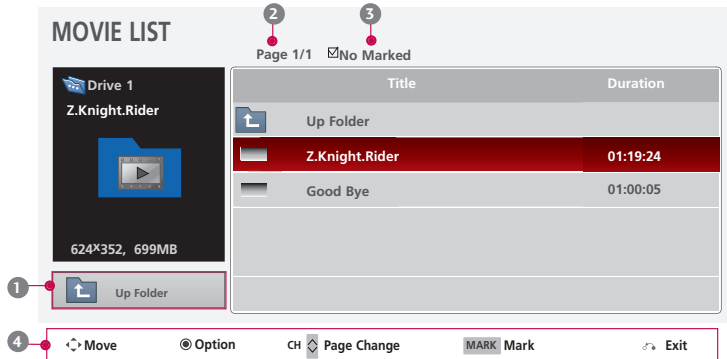 2 3
MOVIE LIST
Page 1/1 No Marked
Drive 1
Z.Knight.Rider
624x352, 699MB
Title Duration
Up Folder
Z.Knight.Rider 01:19:24
Good Bye 01:00:05
1 Up Folder
4 Move Option CH Page Change MARK Mark Exit